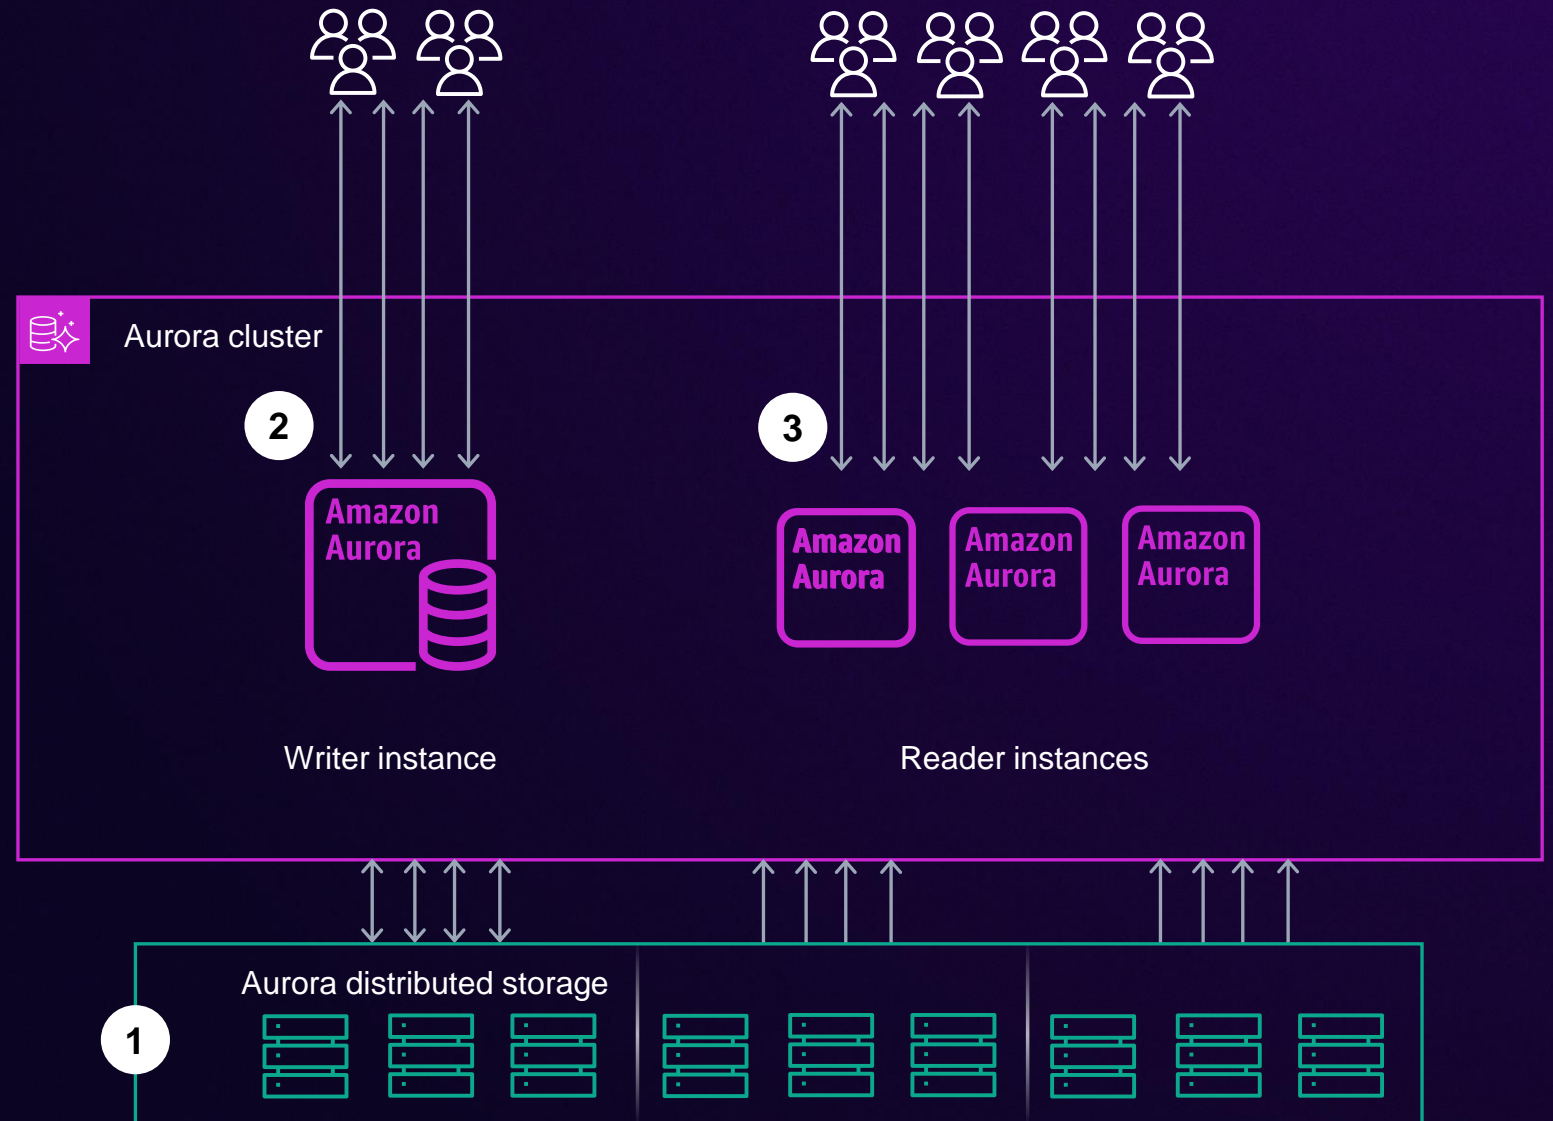 Aurora cluster
2
3
Amazon
Aurora
Amazon
Aurora
Amazon
Aurora
Amazon
Aurora
Writer instance
Reader instances
Aurora distributed storage
1